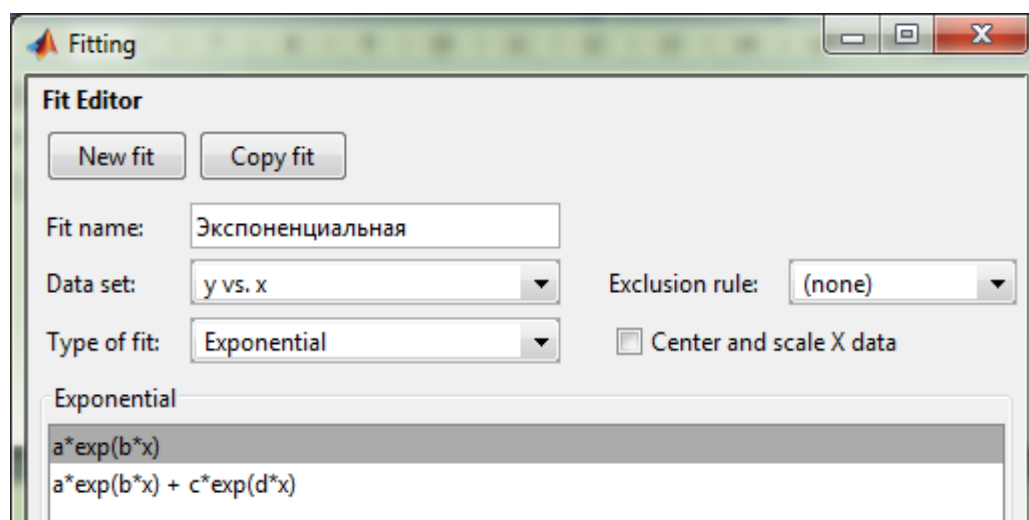 Fitting
Fit Editor
New fit Copy fit
Fit name: Экспоненциальная
Data set: y vs. x Exclusion rule: (none)
Type of fit: Exponential Center and scale X data
Exponential
a*exp(b*x)
a*exp(b*x) + c*exp(d*x)